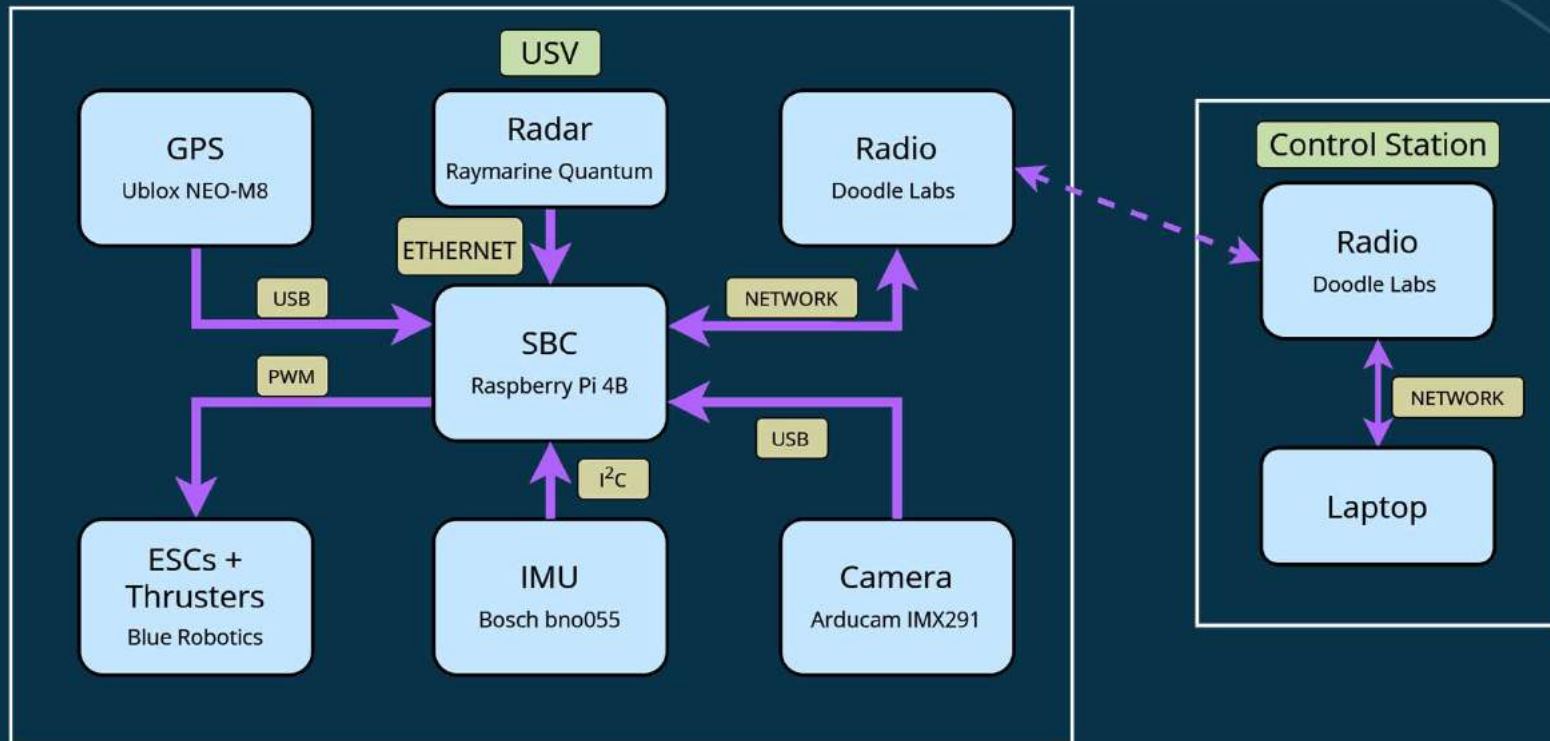 USV
GPS
Ublox NEO-M8
Radar
Raymarine Quantum
Radio
Doodle Labs
ETHERNET
USB
NETWORK
SBC
Raspberry Pi 4B
PWM
USB
I²C
ESCs +
Thrusters
Blue Robotics
IMU
Bosch bno055
Camera
Arducam IMX291
Control Station
Radio
Doodle Labs
NETWORK
Laptop